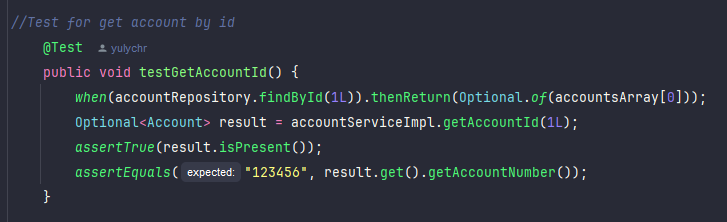 //Test for get account by id
@Test yulychr
public void testGetAccountId() {
when(accountRepository.findById(1L)).thenReturn(Optional.of(accountsArray[0]));
Optional<Account> result = accountServiceImpl.getAccountId(1L);
assertTrue(result.isPresent());
assertEquals( expected: "123456", result.get().getAccountNumber());
}